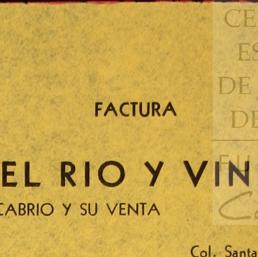 CE
ES
DE
DE
FACTURA
EL RIO Y VIN
CABRIO Y SU VENTA
Col. Santa